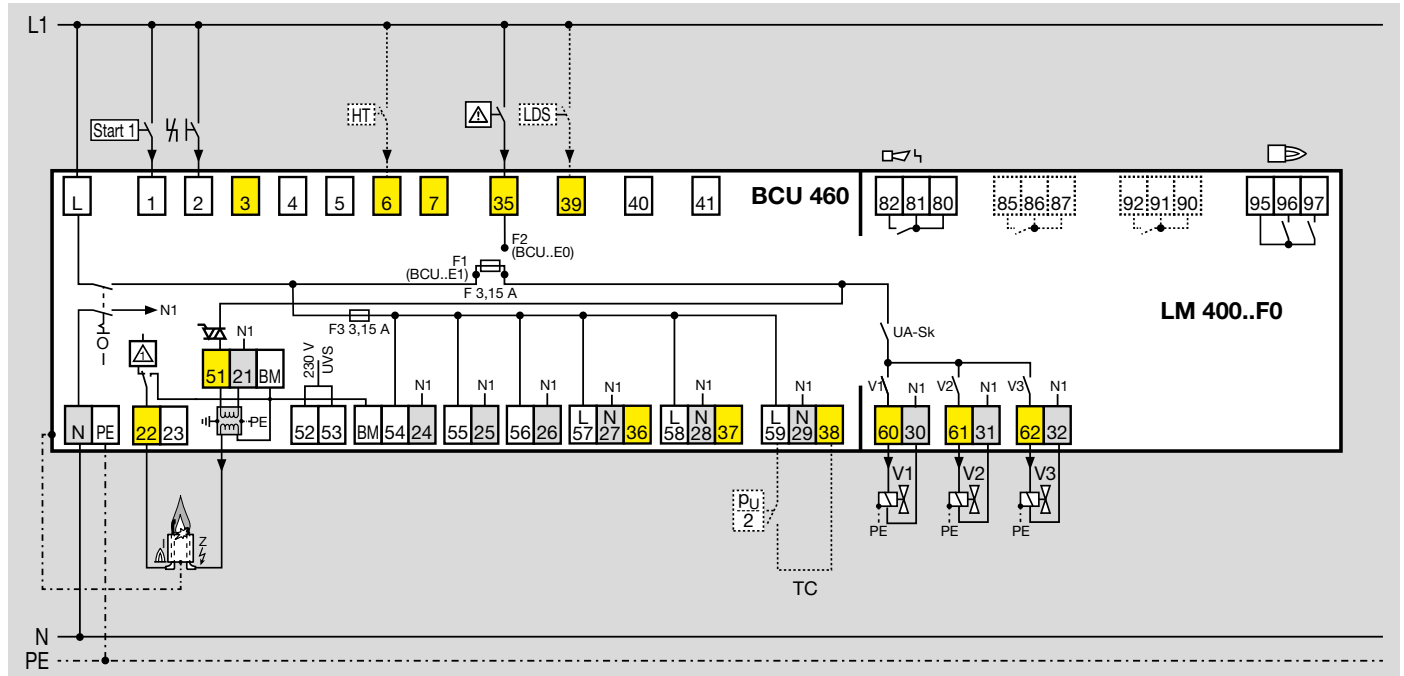 L1
Start 1
HT
LDS
L 1 2 3 4 5 6 7 35 39 40 41
BCU 460
82 81 80
85 86 87
92 91 90
95 96 97
F2
(BCU..E0)
F1
(BCU..E1)
F 3,15 A
LM 400..F0
N1
F3 3,15 A
UA-Sk
O
I
N1
230 V
UVS
51 21 BM
PE
N1 N1 N1 N1 N1 N1
V1 N1 V2 N1 V3 N1
N PE
22 23
52 53
BM 54 24
55 25
56 26
L 57 N 27 36
L 58 N 28 37
L 59 N 29 38
60 30
61 31
62 32
V1 V2 V3
pU
2
PE PE PE
I Z
TC
N
PE